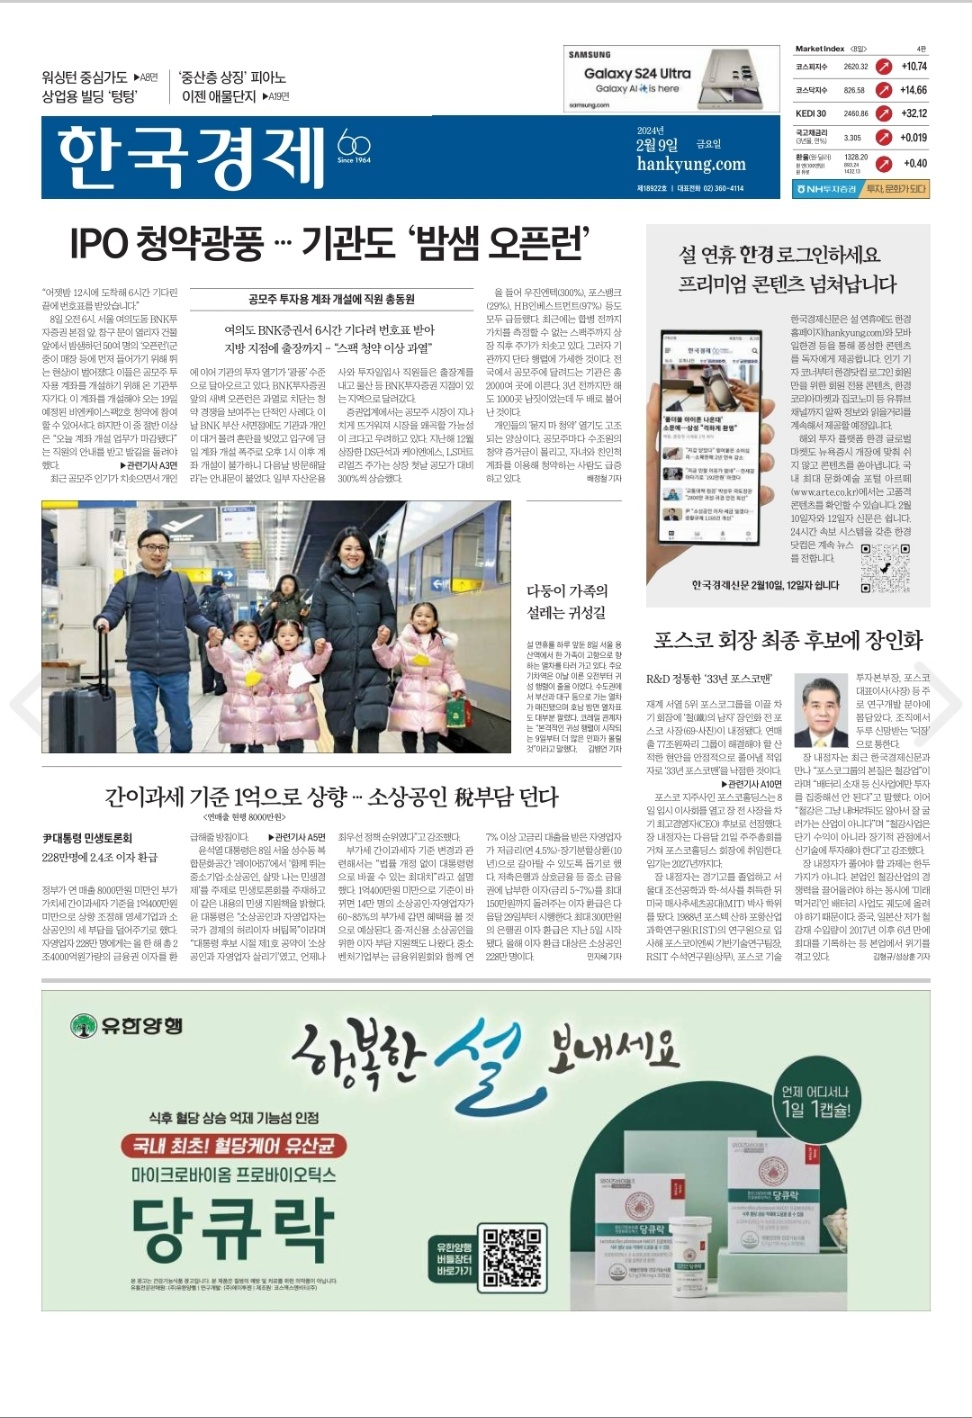 워싱턴 중심가도 ▶A8면
상업용 빌딩 '텅텅'
'중산층 상징' 피아노
이젠 애물단지 ▶A19면
SAMSUNG
Galaxy S24 Ultra
Galaxy AI is here
samsung.com
한국경제
60
Since 1964
2024년
2월 9일 금요일
hankyung.com
제18922호 | 대표전화 02) 360-4114
Market Index <8일> 4판
코스피지수 2620.32 +10.74
코스닥지수 826.58 +14.66
KEDI 30 2460.86 +32.12
국고채금리 3.305 +0.019
(3년물, 연%)
환율(원·달러) 1328.20 +0.40
NH투자증권 투자, 문화가 되다
IPO 청약광풍… 기관도 '밤샘 오픈런'
공모주 투자용 계좌 개설에 직원 총동원
여의도 BNK증권서 6시간 기다려 번호표 받아
지방 지점에 출장까지 - "스팩 청약 이상 과열"
"어젯밤 12시에 도착해 6시간 기다린
끝에 번호표를 받았습니다."
8일 오전 6시. 서울 여의도동 BNK투
자증권 본점 앞. 창구 문이 열리자 건물
앞에서 밤샘하던 50여 명의 '오픈런'(군
중이 매장 등에 먼저 들어가기 위해 뛰
는 현상)이 벌어졌다. 이들은 공모주 투
자용 계좌를 개설하기 위해 온 기관투
자가다. 이 계좌를 개설해야 오는 19일
예정된 비엔케이스팩2호 청약에 참여
할 수 있어서다. 하지만 이 중 절반 이상
은 "오늘 계좌 개설 업무가 마감됐다"
는 직원의 안내를 받고 발길을 돌려야
했다. ▶관련기사 A3면
최근 공모주 인기가 치솟으면서 개인
에 이어 기관의 투자 열기가 '광풍' 수준
으로 달아오르고 있다. BNK투자증권
앞의 새벽 오픈런은 과열로 치닫는 청
약 경쟁을 보여주는 단적인 사례다. 이
날 BNK 부산 서면점에도 기관과 개인
이 대거 몰려 혼란을 빚었고 입구에 '당
일 계좌 개설 폭주로 오후 1시 이후 계
좌 개설이 불가하니 다음날 방문해달
라'는 안내문이 붙었다. 일부 자산운용
사와 투자일임사 직원들은 출장계를
내고 울산 등 BNK투자증권 지점이 있
는 지역으로 달려갔다.
증권업계에서는 공모주 시장이 지나
치게 뜨거워져 시장을 왜곡할 가능성
이 크다고 우려하고 있다. 지난해 12월
상장한 DS단석과 케이엔에스, LS머트
리얼즈 주가는 상장 첫날 공모가 대비
300%씩 상승했다.
올 들어 우진엔텍(300%), 포스뱅크
(29%), HB인베스트먼트(97%) 등도
모두 급등했다. 최근에는 합병 전까지
가치를 측정할 수 없는 스팩주까지 상
장 직후 주가가 치솟고 있다. 그러자 기
관까지 단타 행렬에 가세한 것이다. 전
국에서 공모주에 달려드는 기관은 총
2000여 곳에 이른다. 3년 전까지만 해
도 1000곳 남짓이었는데 두 배로 불어
난 것이다.
개인들의 '묻지 마 청약' 열기도 고조
되는 양상이다. 공모주마다 수조원의
청약 증거금이 몰리고, 자녀와 친인척
계좌를 이용해 청약하는 사람도 급증
하고 있다. 배정철 기자
설 연휴 한경 로그인하세요
프리미엄 콘텐츠 넘쳐납니다
한국경제신문은 설 연휴에도 한경
홈페이지(hankyung.com)와 모바
일한경 등을 통해 풍성한 콘텐츠
를 독자에게 제공합니다. 인기 기
자 코너부터 한경닷컴 로그인 회원
만을 위한 회원 전용 콘텐츠, 한경
코리아마켓과 집코노미 등 유튜브
채널까지 알짜 정보와 읽을거리를
계속해서 제공할 예정입니다.
해외 투자 플랫폼 한경 글로벌
마켓도 뉴욕증시 개장에 맞춰 쉬
지 않고 콘텐츠를 쏟아냅니다. 국
내 최대 문화예술 포털 아르떼
(www.arte.co.kr)에서는 고품격
콘텐츠를 확인할 수 있습니다. 2월
10일자와 12일자 신문은 쉽니다.
24시간 속보 시스템을 갖춘 한경
닷컴은 계속 뉴스
를 전합니다.
한국경제
'몰더블 아이폰 나온대'
소문에…삼성 "격하게 환영"
한국경제신문 2월10일, 12일자 쉽니다
다둥이 가족의
설레는 귀성길
설 연휴를 하루 앞둔 8일 서울 용
산역에서 한 가족이 고향으로 향
하는 열차를 타러 가고 있다. 주요
기차역은 이날 이른 오전부터 귀
성 행렬이 줄을 이었다. 수도권에
서 부산과 대구 등으로 가는 열차
가 매진됐으며 호남 방면 열차표
도 대부분 팔렸다. 코레일 관계자
는 "본격적인 귀성 행렬이 시작되
는 9일부터 더 많은 인파가 몰릴
것"이라고 말했다. 김범준 기자
포스코 회장 최종 후보에 장인화
R&D 정통한 '33년 포스코맨'
재계 서열 5위 포스코그룹을 이끌 차
기 회장에 '철(鐵)의 남자' 장인화 전 포
스코 사장(69·사진)이 내정됐다. 연매
출 77조원짜리 그룹이 해결해야 할 산
적한 현안을 안정적으로 풀어낼 적임
자로 '33년 포스코맨'을 낙점한 것이다.
▶관련기사 A10면
포스코 지주사인 포스코홀딩스는 8
일 임시 이사회를 열고 장 전 사장을 차
기 최고경영자(CEO) 후보로 선정했다.
장 내정자는 다음달 21일 주주총회를
거쳐 포스코홀딩스 회장에 취임한다.
임기는 2027년까지다.
장 내정자는 경기고를 졸업하고 서
울대 조선공학과 학·석사를 취득한 뒤
미국 매사추세츠공대(MIT) 박사 학위
를 땄다. 1988년 포스텍 산하 포항산업
과학연구원(RIST)의 연구원으로 입
사해 포스코이앤씨 기반기술연구팀장,
RSIT 수석연구원(상무), 포스코 기술
투자본부장, 포스코
대표이사(사장) 등 주
로 연구개발 분야에
몸담았다. 조직에서
두루 신망받는 '덕장'
으로 통한다.
장 내정자는 최근 한국경제신문과
만나 "포스코그룹의 본질은 철강업"이
라며 "배터리 소재 등 신사업에만 투자
를 집중해선 안 된다"고 말했다. 이어
"철강은 그냥 내버려둬도 알아서 잘 굴
러가는 산업이 아니다"며 "철강사업은
단기 수익이 아니라 장기적 관점에서
신기술에 투자해야 한다"고 강조했다.
장 내정자가 풀어야 할 과제는 한두
가지가 아니다. 본업인 철강산업의 경
쟁력을 끌어올려야 하는 동시에 '미래
먹거리'인 배터리 사업도 궤도에 올려
야 하기 때문이다. 중국, 일본산 저가 철
강재 수입량이 2017년 이후 6년 만에
최대를 기록하는 등 본업에서 위기를
겪고 있다. 김형규/성상훈 기자
간이과세 기준 1억으로 상향… 소상공인 稅부담 던다
<연매출 현행 8000만원>
尹대통령 민생토론회
228만명에 2.4조 이자 환급
정부가 연 매출 8000만원 미만인 부가
가치세 간이과세자 기준을 1억400만원
미만으로 상향 조정해 영세기업과 소
상공인의 세 부담을 덜어주기로 했다.
자영업자 228만 명에게는 올 한 해 총 2
조4000억원가량의 금융권 이자를 환
급해줄 방침이다. ▶관련기사 A5면
윤석열 대통령은 8일 서울 성수동 복
합문화공간 '레이어57'에서 '함께 뛰는
중소기업·소상공인, 살맛 나는 민생경
제'를 주제로 민생토론회를 주재하고
이 같은 내용의 민생 지원책을 밝혔다.
윤 대통령은 "소상공인과 자영업자는
국가 경제의 허리이자 버팀목"이라며
"대통령 후보 시절 제1호 공약이 '소상
공인과 자영업자 살리기'였고, 언제나
최우선 정책 순위였다"고 강조했다.
부가세 간이과세자 기준 변경과 관
련해서는 "법률 개정 없이 대통령령
으로 바꿀 수 있는 최대치"라고 설명
했다. 1억400만원 미만으로 기준이 바
뀌면 14만 명의 소상공인·자영업자가
60~85%의 부가세 감면 혜택을 볼 것
으로 예상된다. 중·저신용 소상공인을
위한 이자 부담 지원책도 나왔다. 중소
벤처기업부는 금융위원회와 함께 연
7% 이상 고금리 대출을 받은 자영업자
가 저금리(연 4.5%)·장기분할상환(10
년)으로 갈아탈 수 있도록 돕기로 했
다. 저축은행과 상호금융 등 중소 금융
권에 납부한 이자(금리 5~7%)를 최대
150만원까지 돌려주는 이자 환급은 다
음달 29일부터 시행한다. 최대 300만원
의 은행권 이자 환급은 지난 5일 시작
됐다. 올해 이자 환급 대상은 소상공인
228만 명이다. 민지혜 기자
유한양행
행복한 설 보내세요
언제 어디서나
1일 1캡슐!
식후 혈당 상승 억제 기능성 인정
국내 최초! 혈당케어 유산균
마이크로바이옴 프로바이오틱스
당큐락
유한양행
버들장터
바로가기
본 광고는 건강기능식품 광고입니다. 본 제품은 질병의 예방 및 치료를 위한 의약품이 아닙니다.
당큐락
당큐락